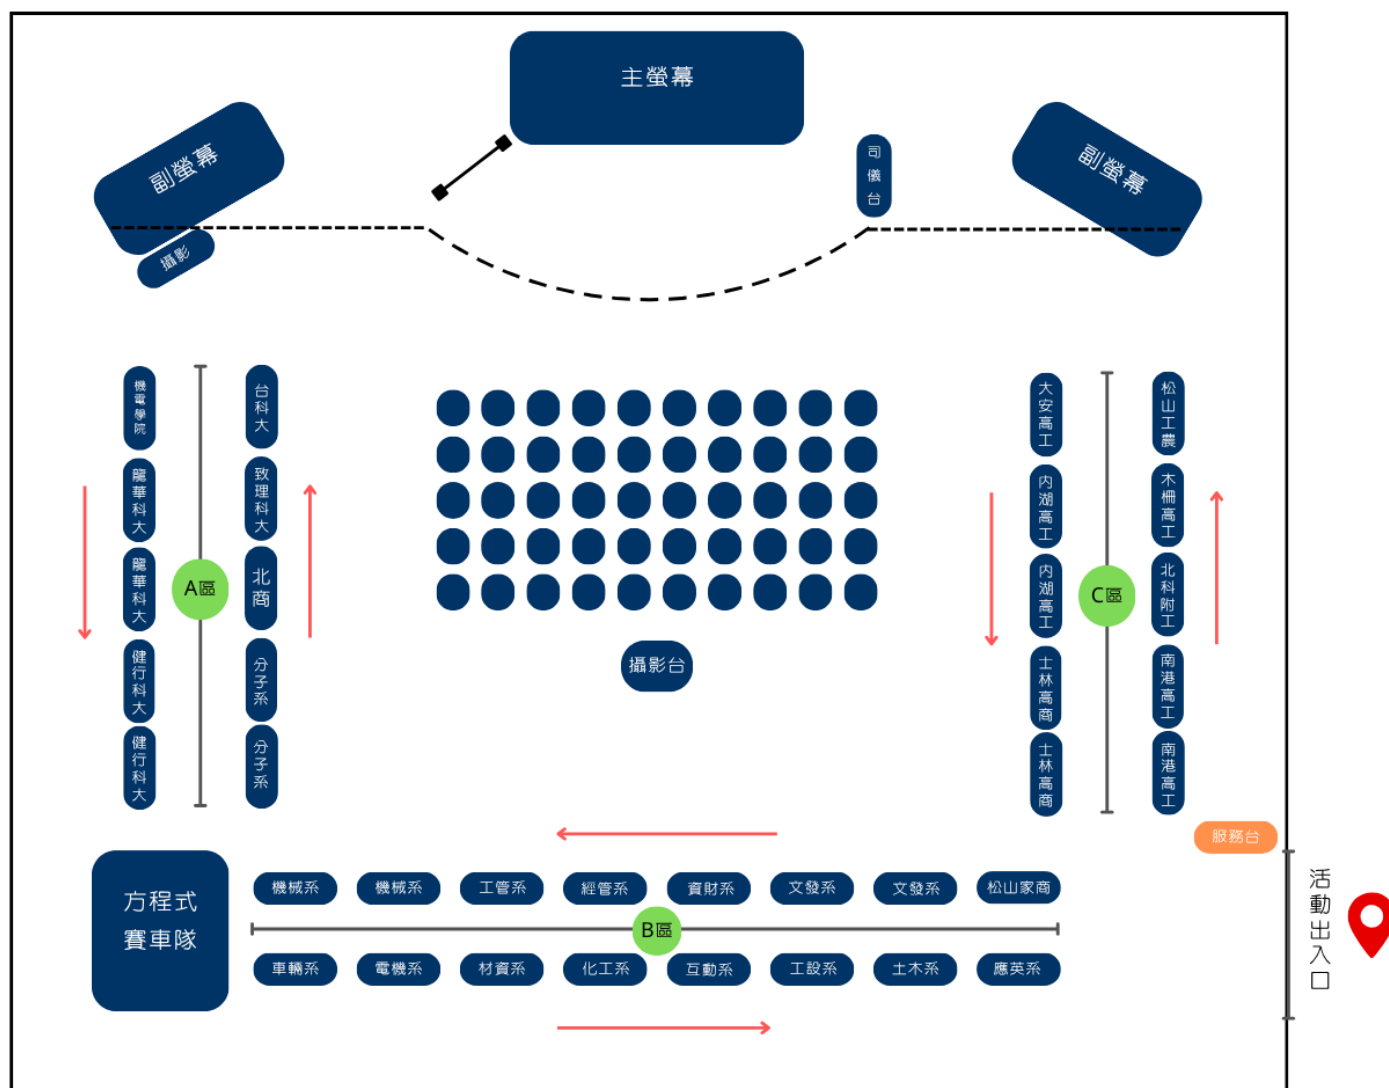 主螢幕
副螢幕
副螢幕
司儀台
攝影
機電學院
龍華科大
龍華科大
健行科大
健行科大
A區
台科大
致理科大
北商
分子系
分子系
攝影台
大安高工
內湖高工
內湖高工
士林高商
士林高商
C區
松山工農
木柵高工
北科附工
南港高工
南港高工
服務台
方程式
賽車隊
機械系
機械系
工管系
經管系
資財系
文發系
文發系
松山家商
B區
車輛系
電機系
材資系
化工系
互動系
工設系
土木系
應英系
活動出入口